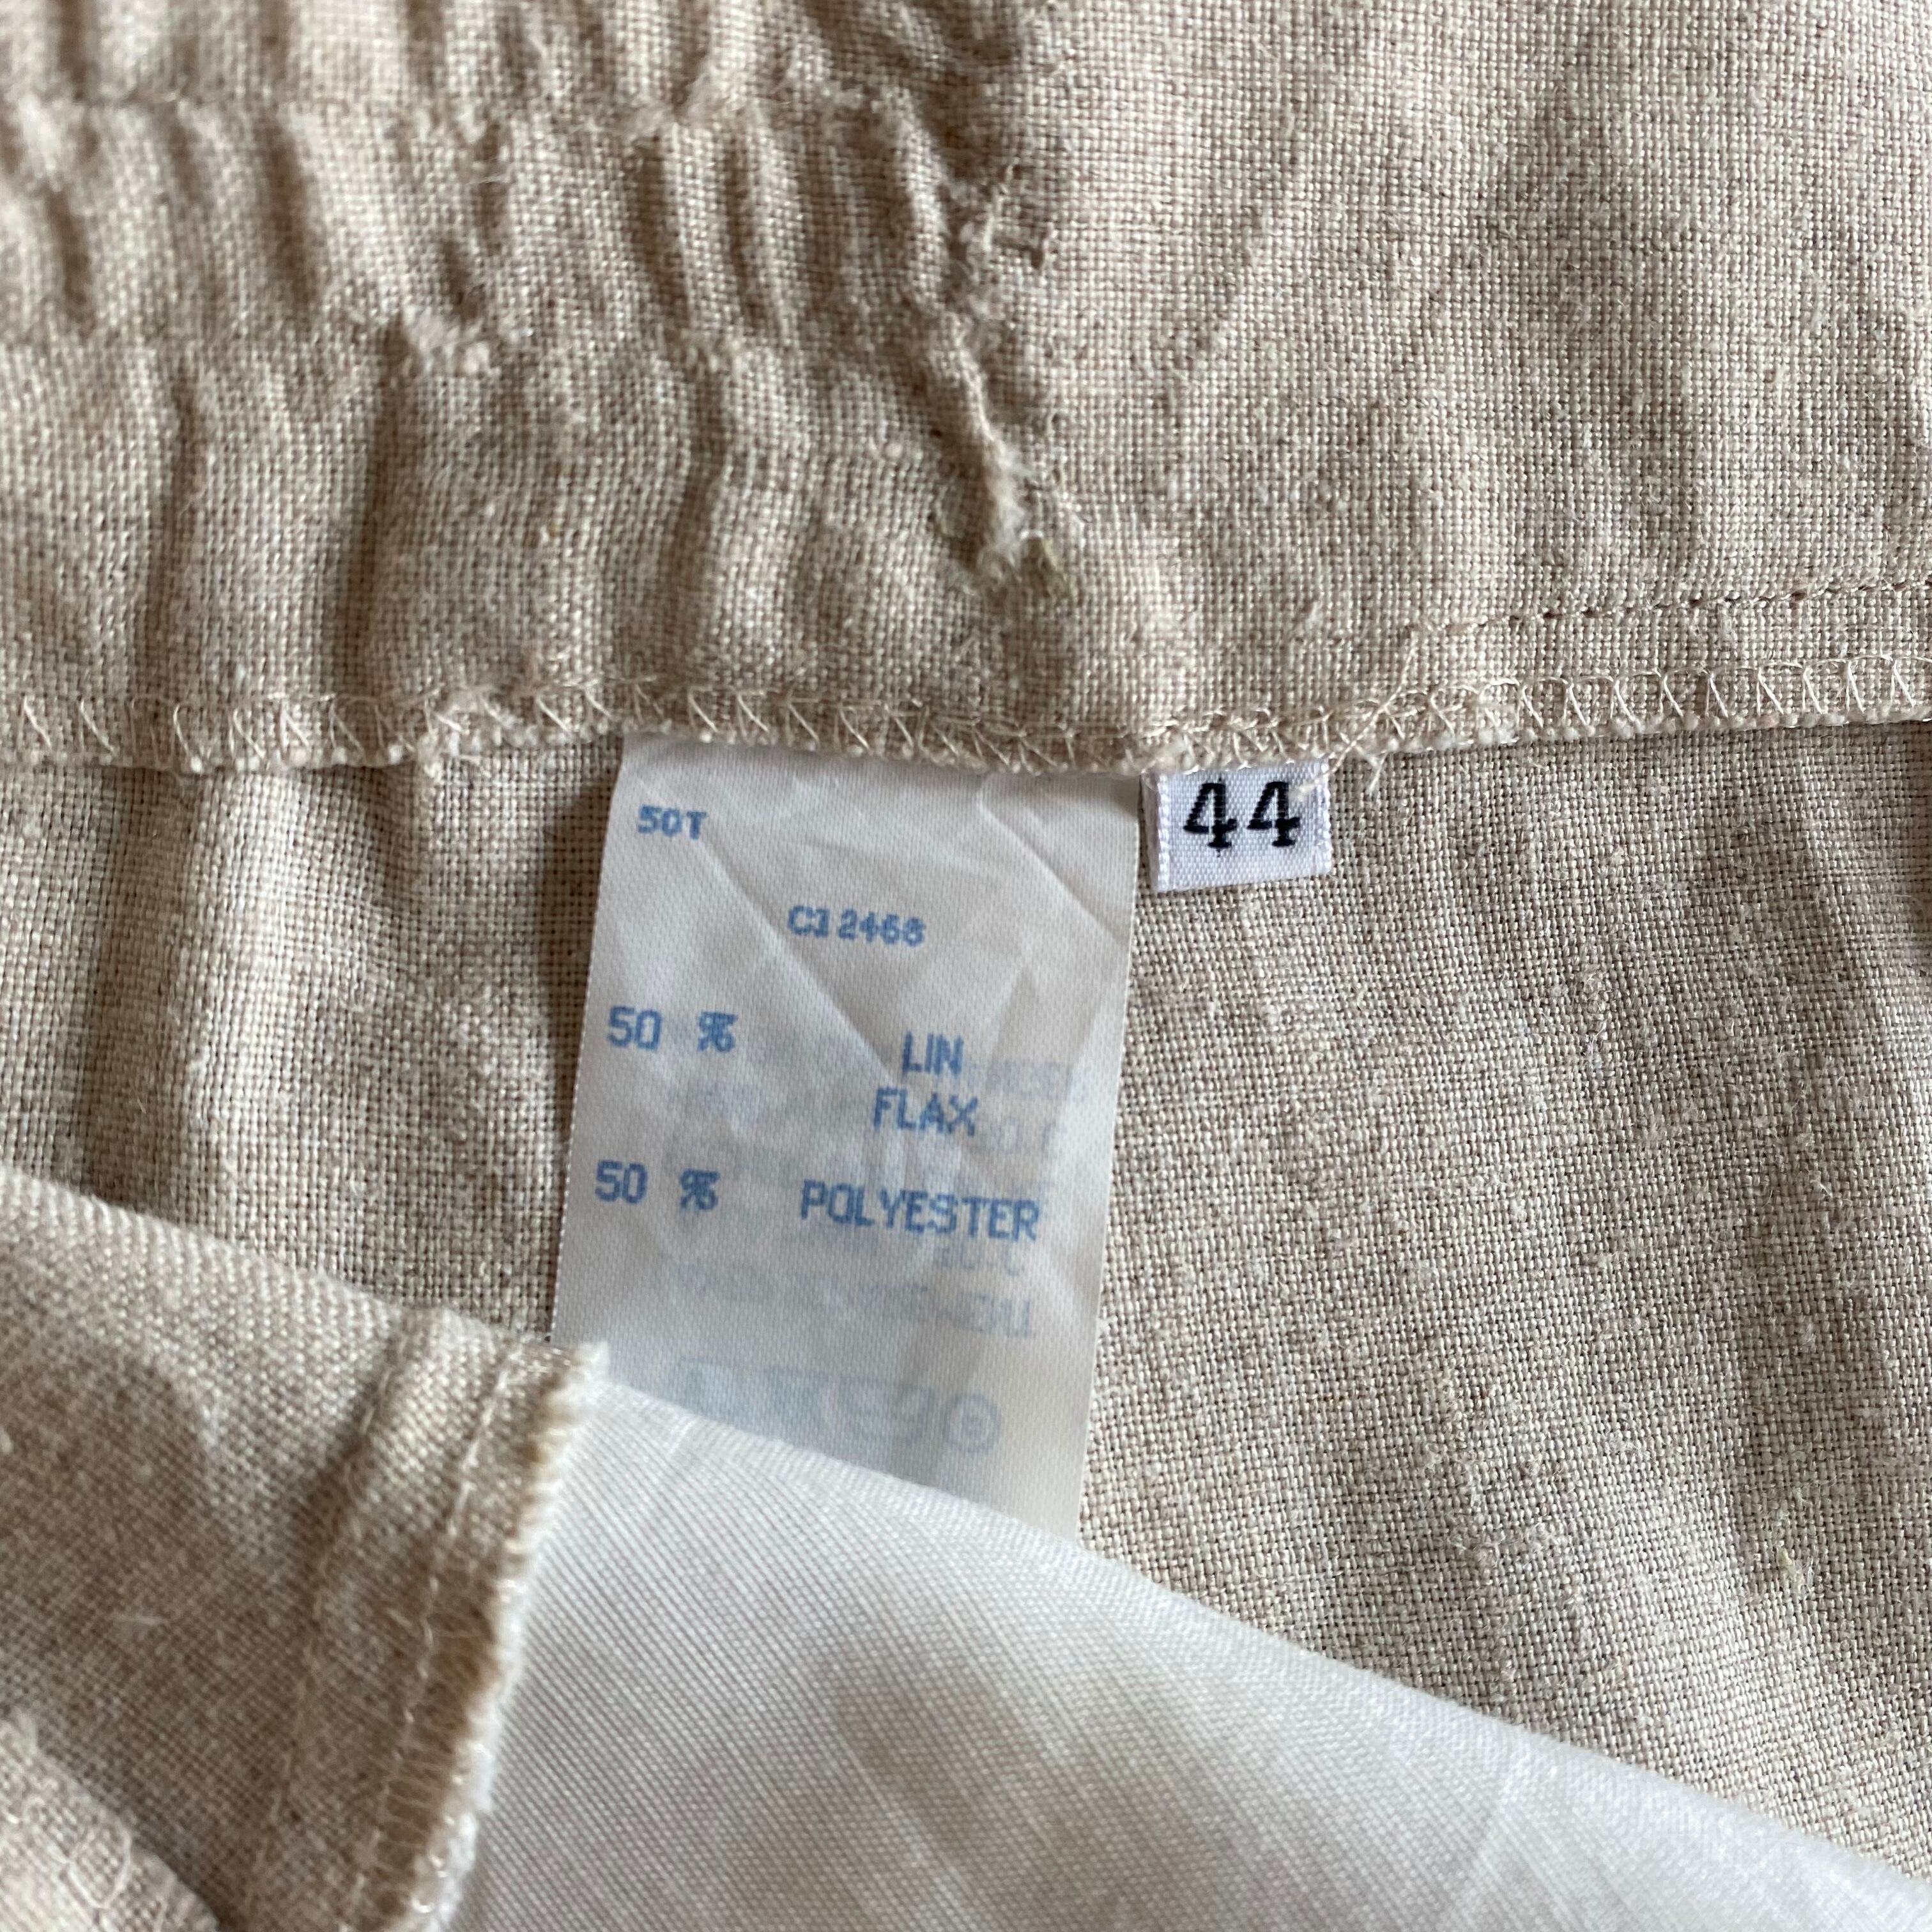 50T
44
C12468
50 % LIN
FLAX
50 % POLYESTER